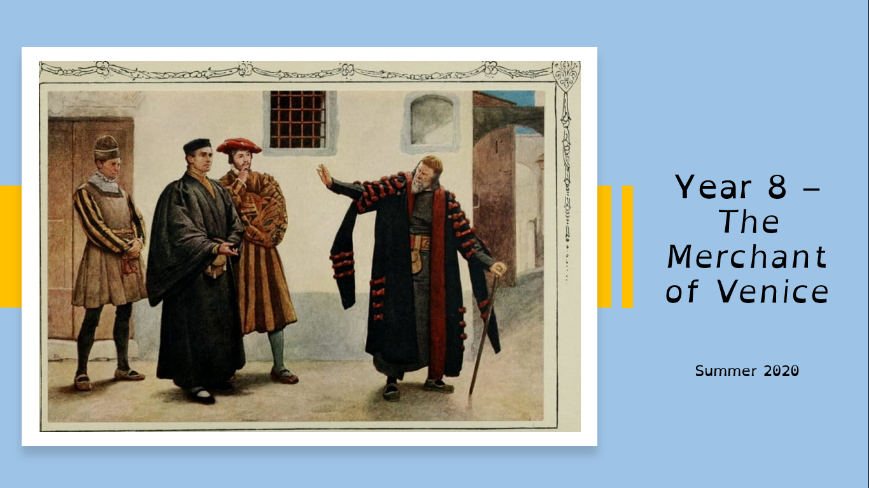 Year 8 –
The
Merchant
of Venice
Summer 2020